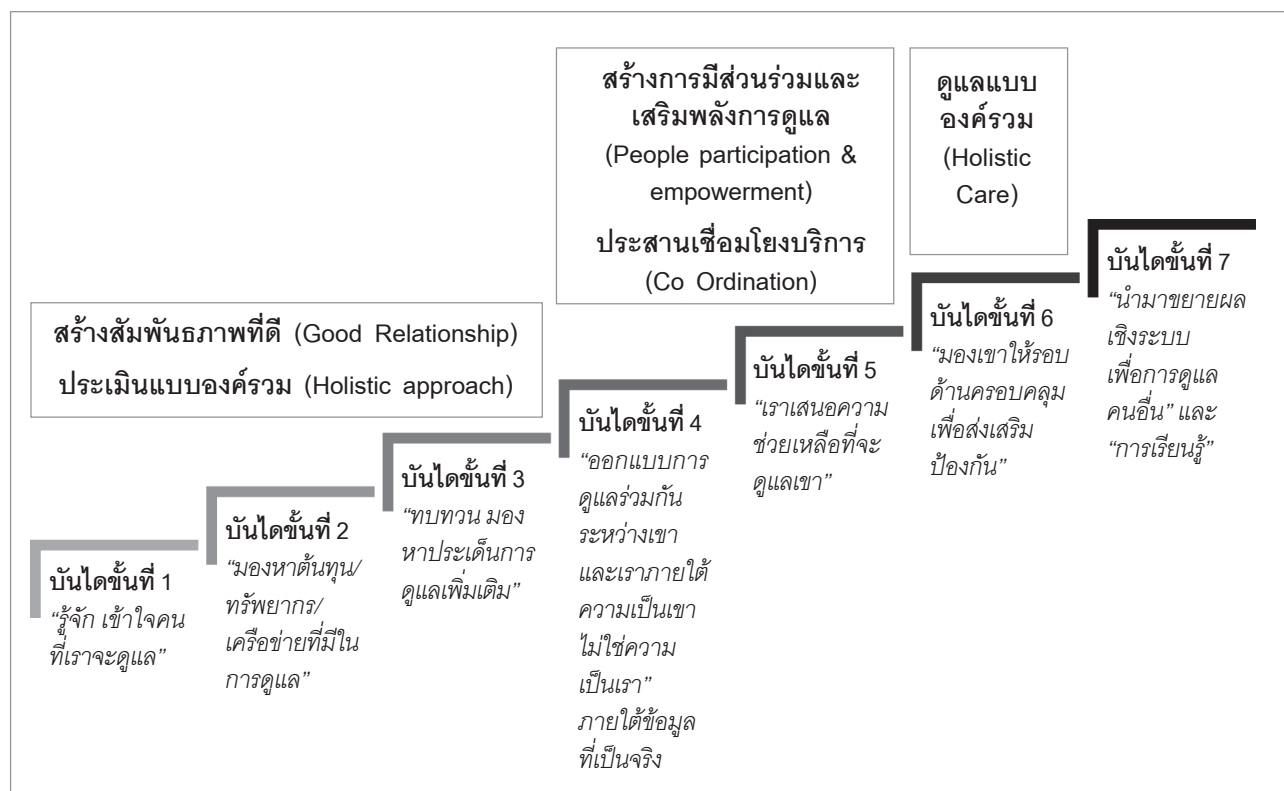 สร้างการมีส่วนร่วมและ
เสริมพลังการดูแล
(People participation &
empowerment)
ประสานเชื่อมโยงบริการ
(Co Ordination)
ดูแลแบบ
องค์รวม
(Holistic
Care)
สร้างสัมพันธภาพที่ดี (Good Relationship)
ประเมินแบบองค์รวม (Holistic approach)
บันไดขั้นที่ 1
“รู้จัก เข้าใจคน
ที่เราจะดูแล”
บันไดขั้นที่ 2
“มองหาต้นทุน/
ทรัพยากร/
เครือข่ายที่มีใน
การดูแล”
บันไดขั้นที่ 3
“ทบทวน มอง
หาประเด็นการ
ดูแลเพิ่มเติม”
บันไดขั้นที่ 4
“ออกแบบการ
ดูแลร่วมกัน
ระหว่างเขา
และเราภายใต้
ความเป็นเขา
ไม่ใช่ความ
เป็นเรา”
ภายใต้ข้อมูล
ที่เป็นจริง
บันไดขั้นที่ 5
“เราเสนอความ
ช่วยเหลือที่จะ
ดูแลเขา”
บันไดขั้นที่ 6
“มองเขาให้รอบ
ด้านครอบคลุม
เพื่อส่งเสริม
ป้องกัน”
บันไดขั้นที่ 7
“นำมาขยายผล
เชิงระบบ
เพื่อการดูแล
คนอื่น” และ
“การเรียนรู้”